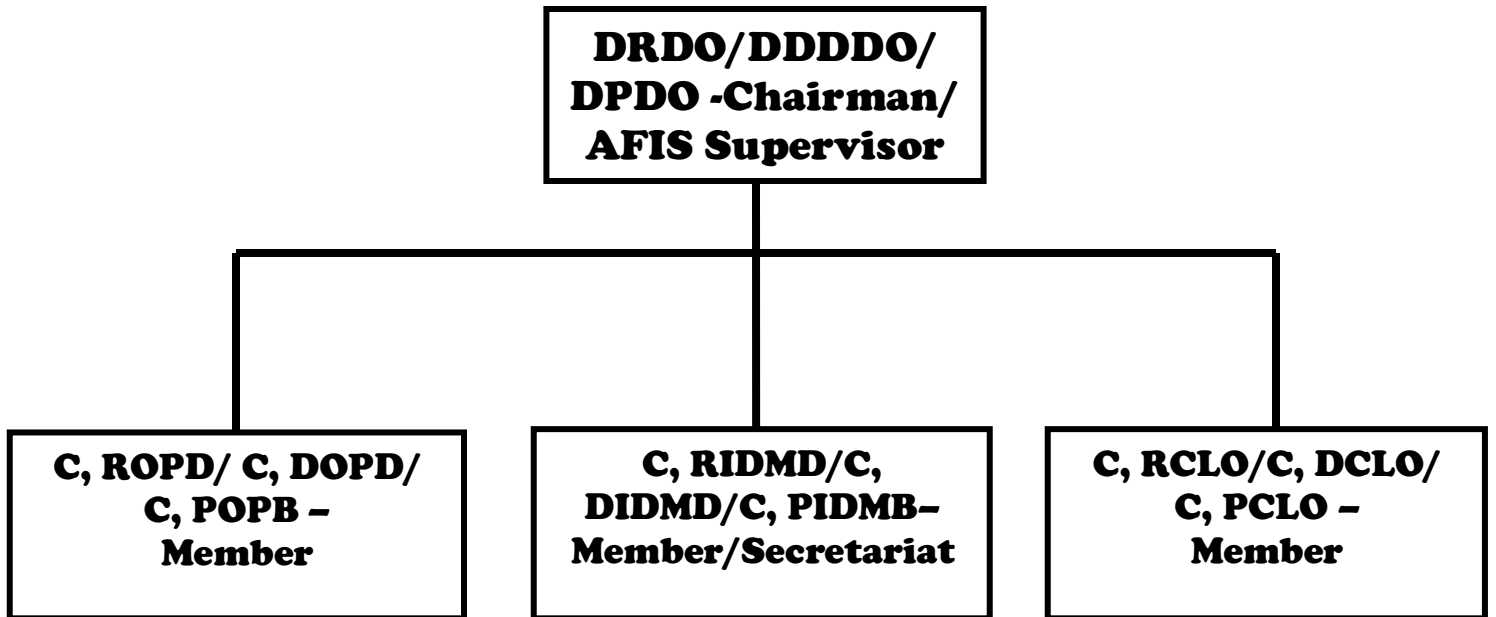 DRDO/DDDDO/
DPDO -Chairman/
AFIS Supervisor
C, ROPD/ C, DOPD/
C, POPB –
Member
C, RIDMD/C,
DIDMD/C, PIDMB–
Member/Secretariat
C, RCLO/C, DCLO/
C, PCLO –
Member